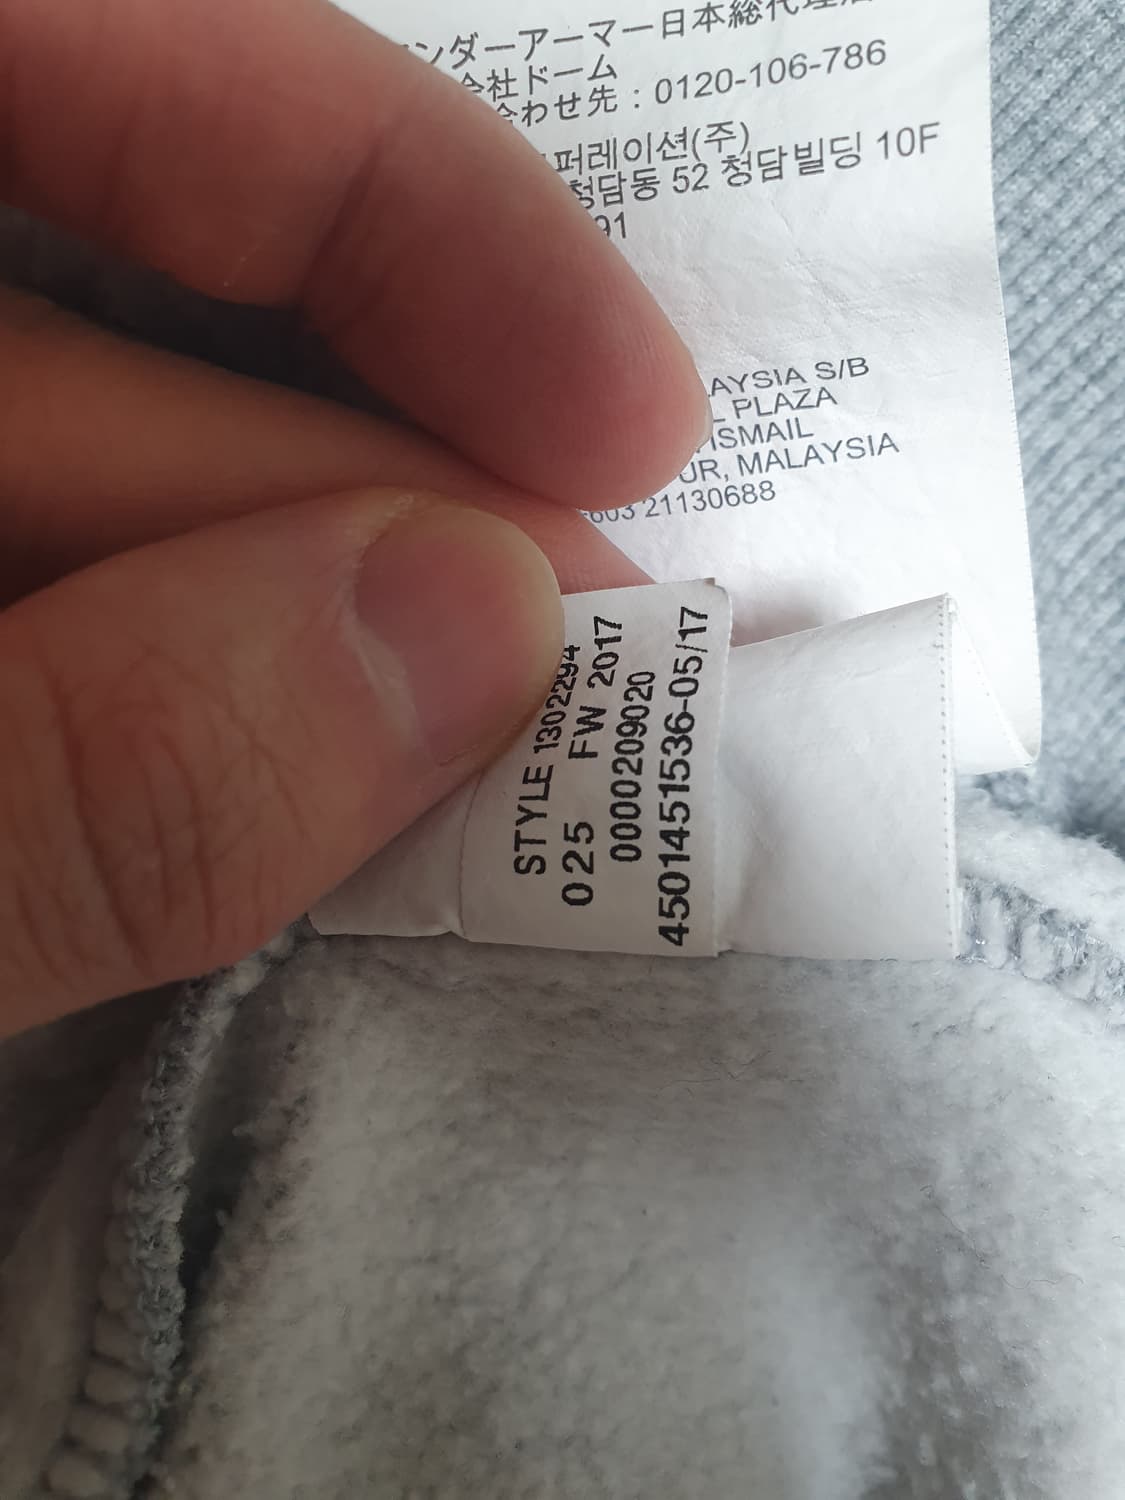 ンダーアーマー日本総代理店
会社ドーム
合わせ先：0120-106-786
퍼레이션(주)
청담동 52 청담빌딩 10F
91
AYSIA S/B
PLAZA
ISMAIL
UR, MALAYSIA
603 21130688
STYLE 1302294
025 FW 2017
0000209020
4501451536-05/17